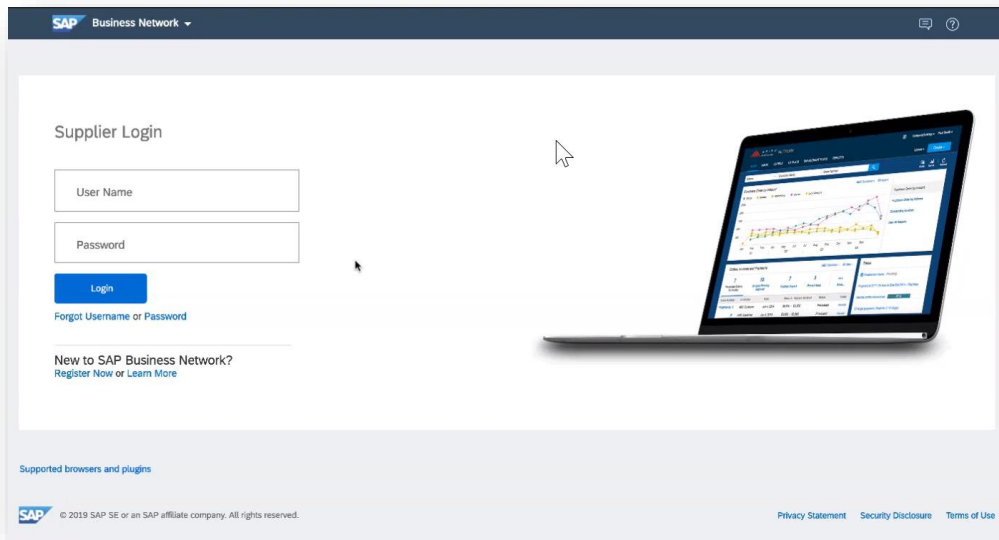 SAP Business Network
Supplier Login
User Name
Password
Login
Forgot Username or Password
New to SAP Business Network?
Register Now or Learn More
Supported browsers and plugins
SAP © 2019 SAP SE or an SAP affiliate company. All rights reserved.
Privacy Statement Security Disclosure Terms of Use